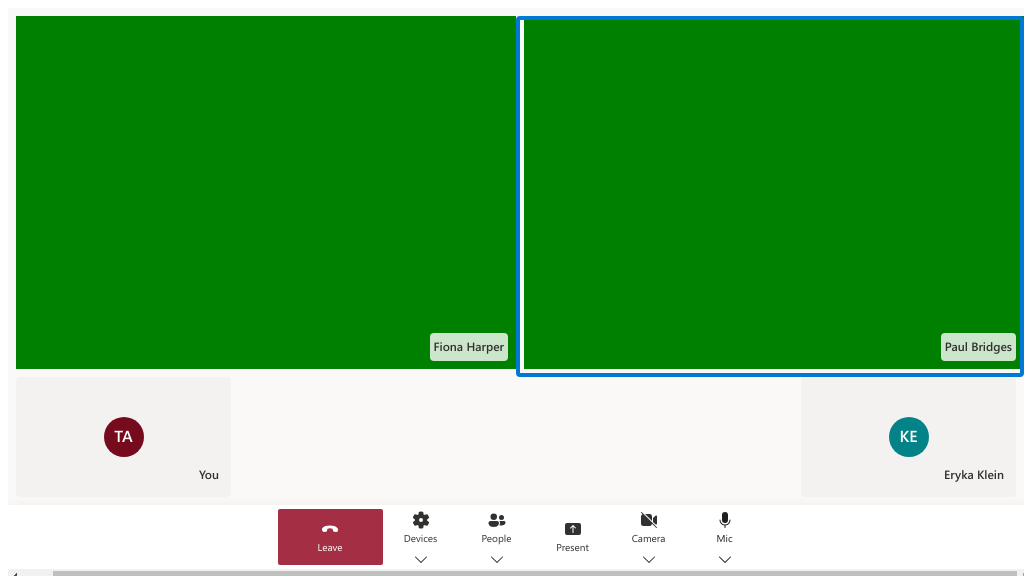 Fiona Harper
Paul Bridges
TA
You
KE
Eryka Klein
Leave
Devices
People
Present
Camera
Mic